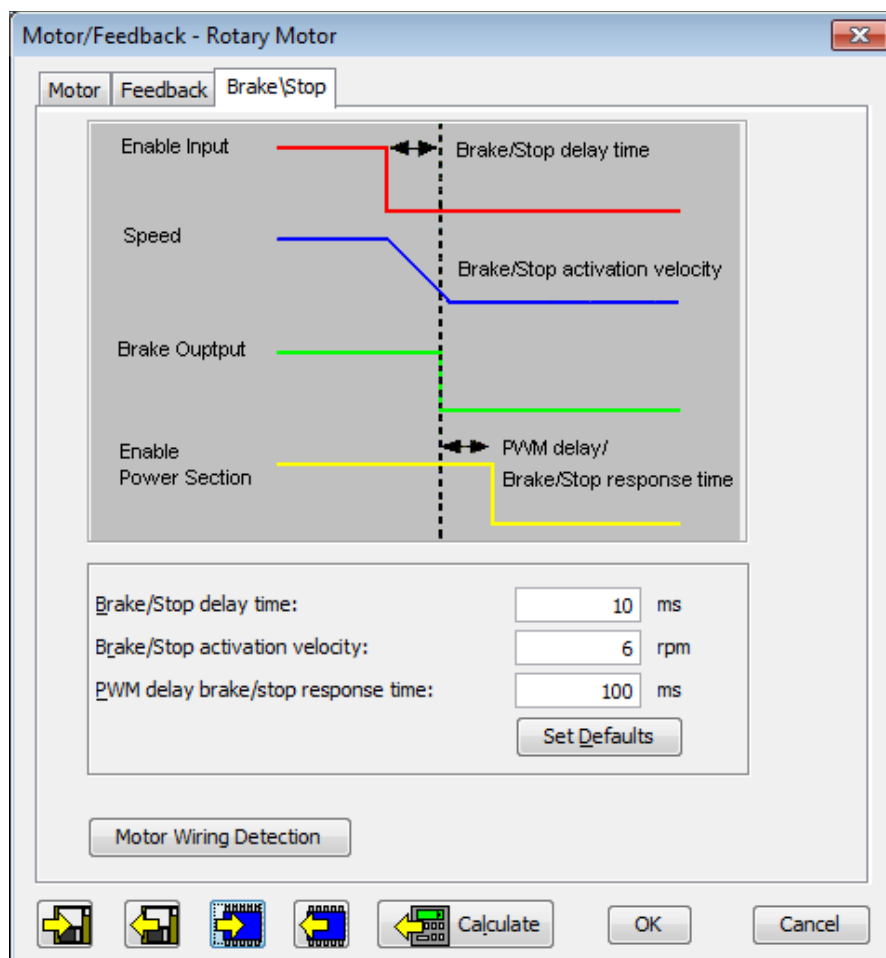 Motor/Feedback - Rotary Motor
Motor Feedback Brake\Stop
Enable Input Brake/Stop delay time
Speed
Brake/Stop activation velocity
Brake Ouptput
Enable PWM delay/
Power Section Brake/Stop response time
Brake/Stop delay time: 10 ms
Brake/Stop activation velocity: 6 rpm
PWM delay brake/stop response time: 100 ms
Set Defaults
Motor Wiring Detection
Calculate OK Cancel